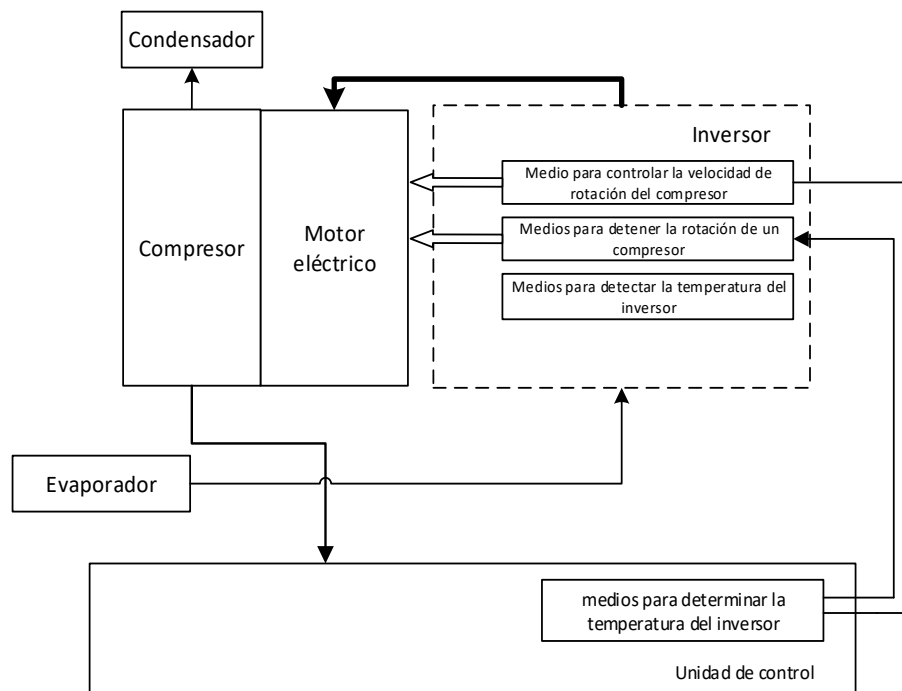 Condensador
Inversor
Medio para controlar la velocidad de
rotación del compresor
Compresor
Motor
eléctrico
Medios para detener la rotación de un
compresor
Medios para detectar la temperatura del
inversor
Evaporador
medios para determinar la
temperatura del inversor
Unidad de control